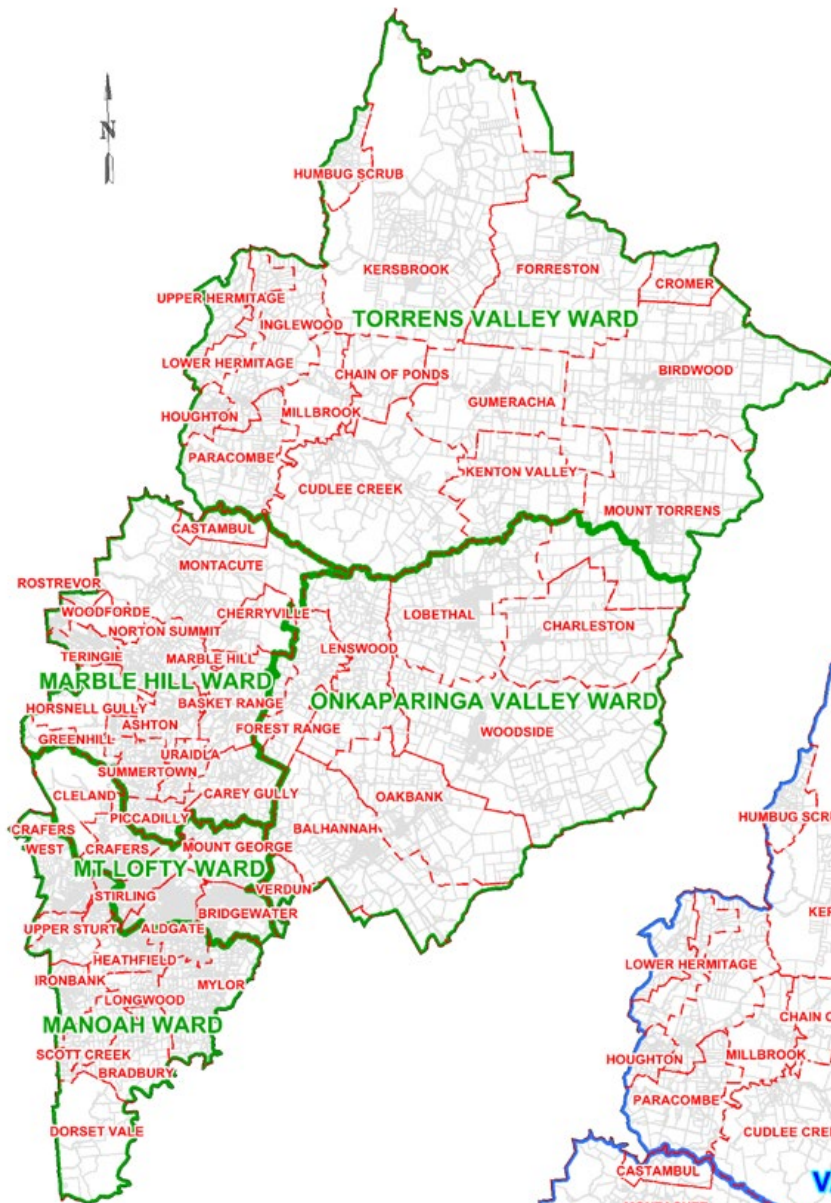 N
HUMBUG SCRUB
KERSBROOK
FORRESTON
CROMER
UPPER HERMITAGE
INGLEWOOD
TORRENS VALLEY WARD
LOWER HERMITAGE
CHAIN OF PONDS
BIRDWOOD
HOUGHTON
MILLBROOK
GUMERACHA
PARACOMBE
CUDLEE CREEK
KENTON VALLEY
MOUNT TORRENS
CASTAMBUL
MONTACUTE
ROSTREVOR
WOODFORDE
CHERRYVILLE
LOBETHAL
CHARLESTON
NORTON SUMMIT
TERINGIE
MARBLE HILL
LENSWOOD
MARBLE HILL WARD
ONKAPARINGA VALLEY WARD
HORSNELL GULLY
BASKET RANGE
ASHTON
FOREST RANGE
WOODSIDE
GREENHILL
URAIDLA
SUMMERTOWN
CLELAND
CAREY GULLY
OAKBANK
PICCADILLY
CRAFERS
WEST
CRAFERS
MOUNT GEORGE
BALHANNAH
MT LOFTY WARD
STIRLING
VERDUN
BRIDGEWATER
UPPER STURT
ALDGATE
HEATHFIELD
IRONBANK
MYLOR
LONGWOOD
MANOAH WARD
SCOTT CREEK
BRADBURY
DORSET VALE
HUMBUG SCRU
KER
LOWER HERMITAGE
CHAIN O
HOUGHTON
MILLBROOK
PARACOMBE
CUDLEE CRE
CASTAMBUL
V